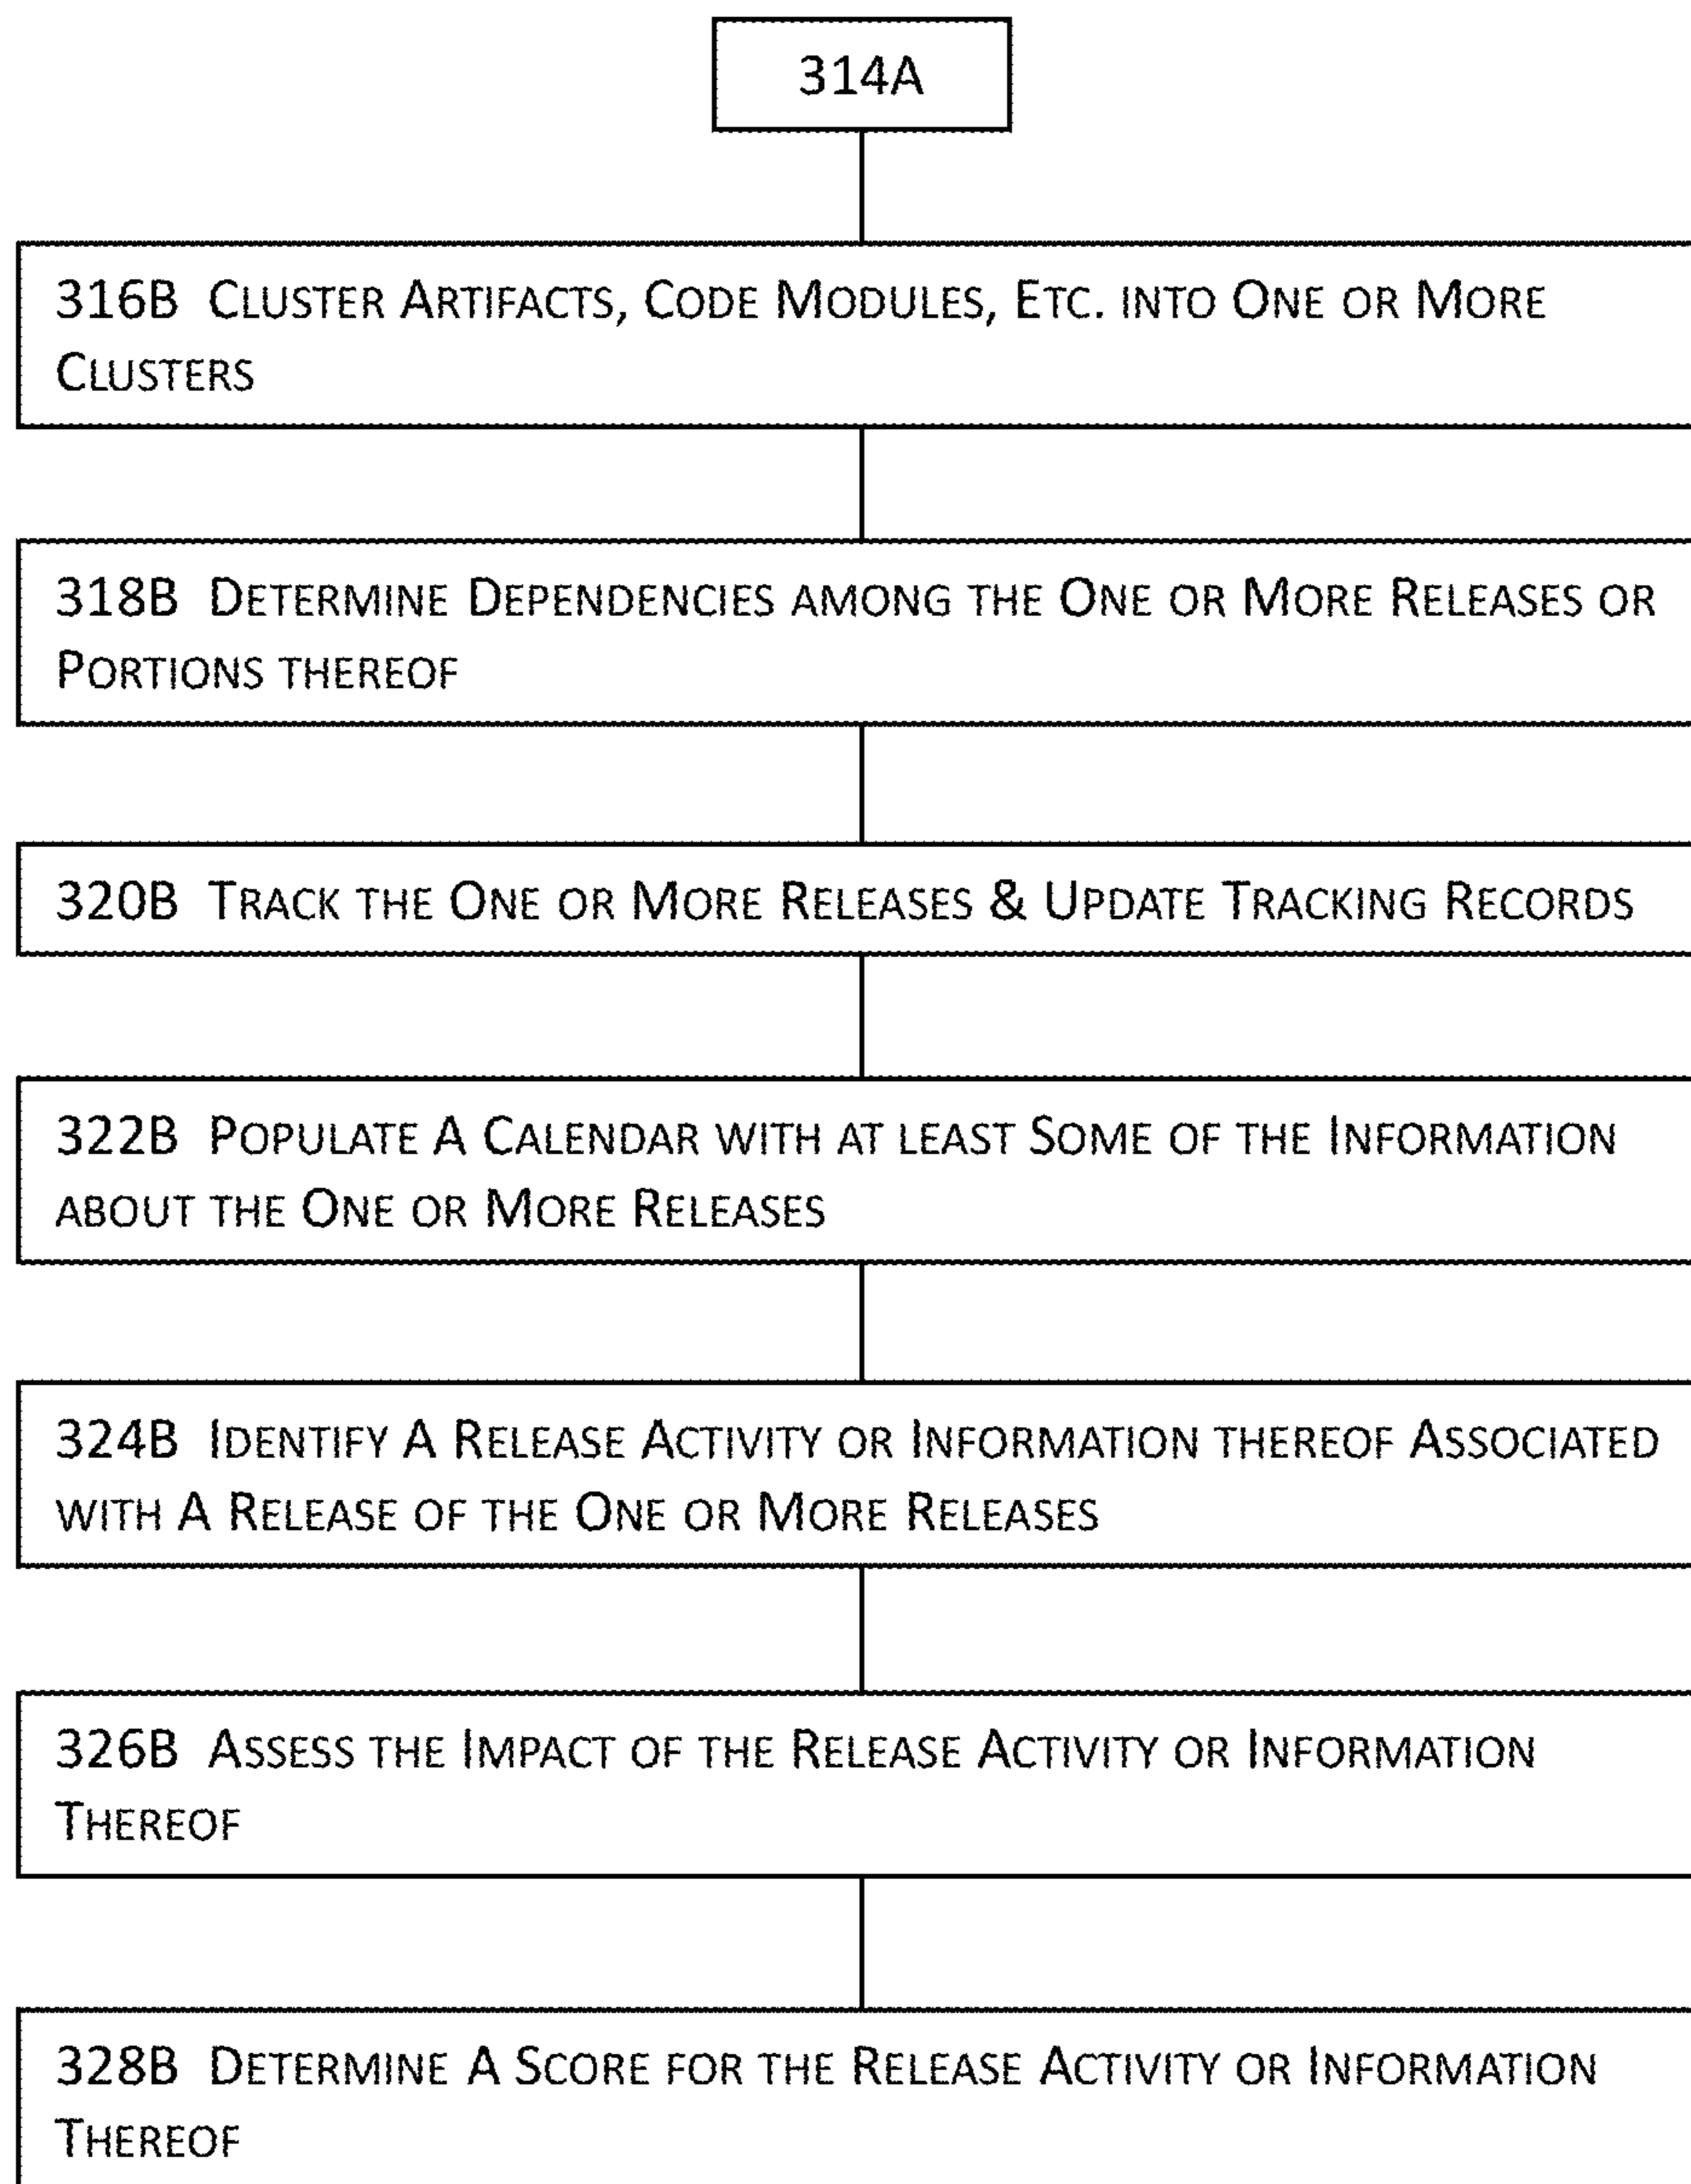 314A
316B Cluster Artifacts, Code Modules, Etc. into One or More
Clusters
318B Determine Dependencies among the One or More Releases or
Portions thereof
320B Track the One or More Releases & Update Tracking Records
322B Populate A Calendar with at least Some of the Information
about the One or More Releases
324B Identify A Release Activity or Information thereof Associated
with A Release of the One or More Releases
326B Assess the Impact of the Release Activity or Information
Thereof
328B Determine A Score for the Release Activity or Information
Thereof